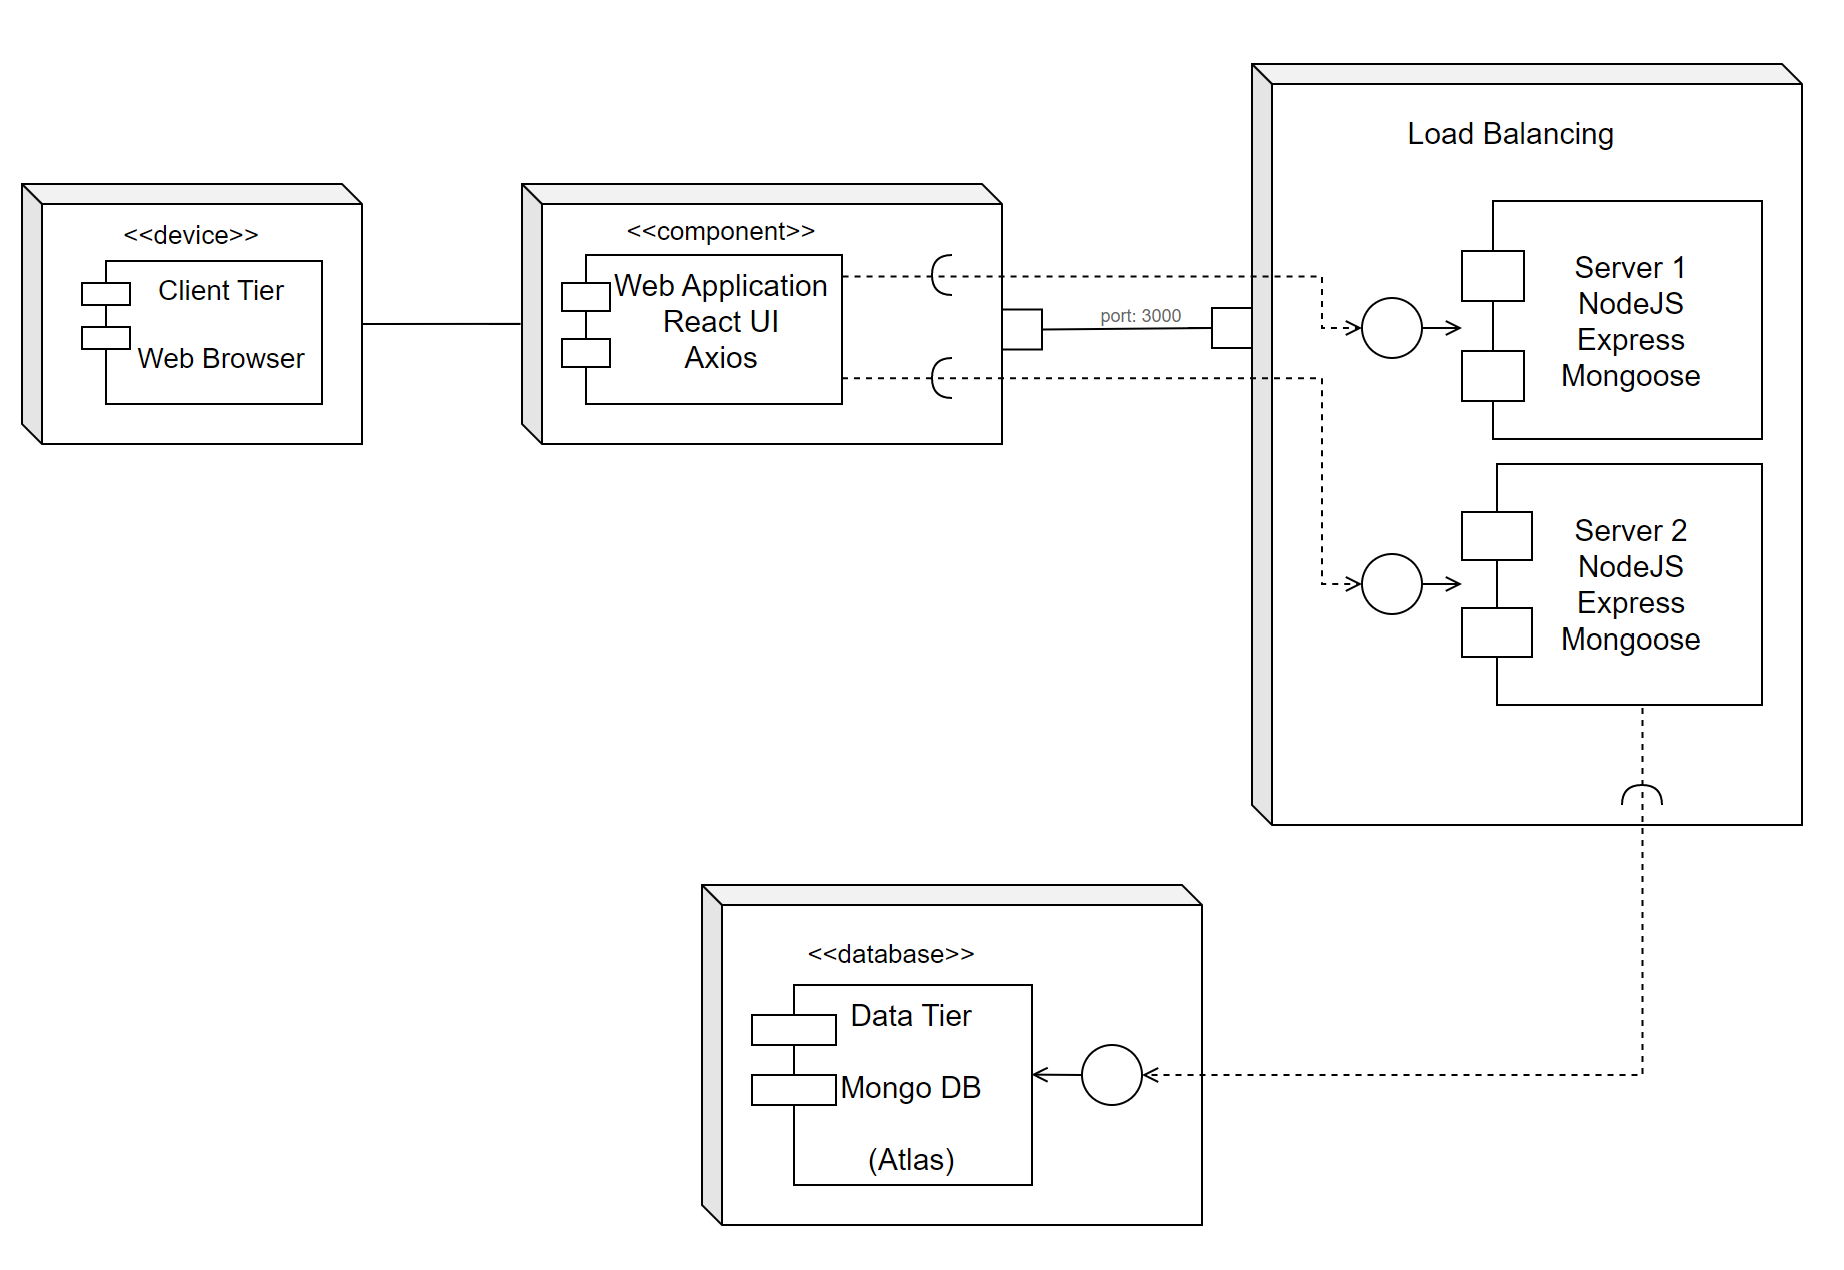 <<device>>
Client Tier
Web Browser
<<component>>
Web Application
React UI
Axios
port: 3000
Load Balancing
Server 1
NodeJS
Express
Mongoose
Server 2
NodeJS
Express
Mongoose
<<database>>
Data Tier
Mongo DB
(Atlas)